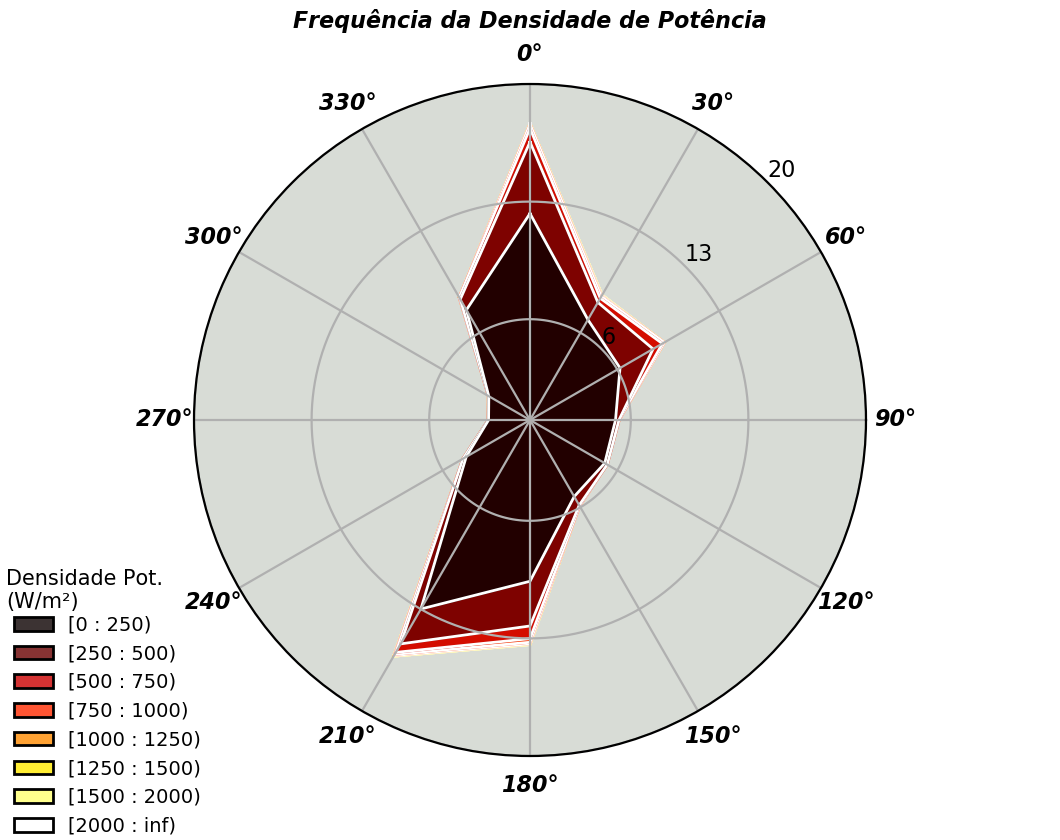 Frequência da Densidade de Potência
0°
330°
30°
20
300°
60°
13
6
270°
90°
240°
120°
210°
150°
180°
Densidade Pot.
(W/m²)
[0 : 250)
[250 : 500)
[500 : 750)
[750 : 1000)
[1000 : 1250)
[1250 : 1500)
[1500 : 2000)
[2000 : inf)